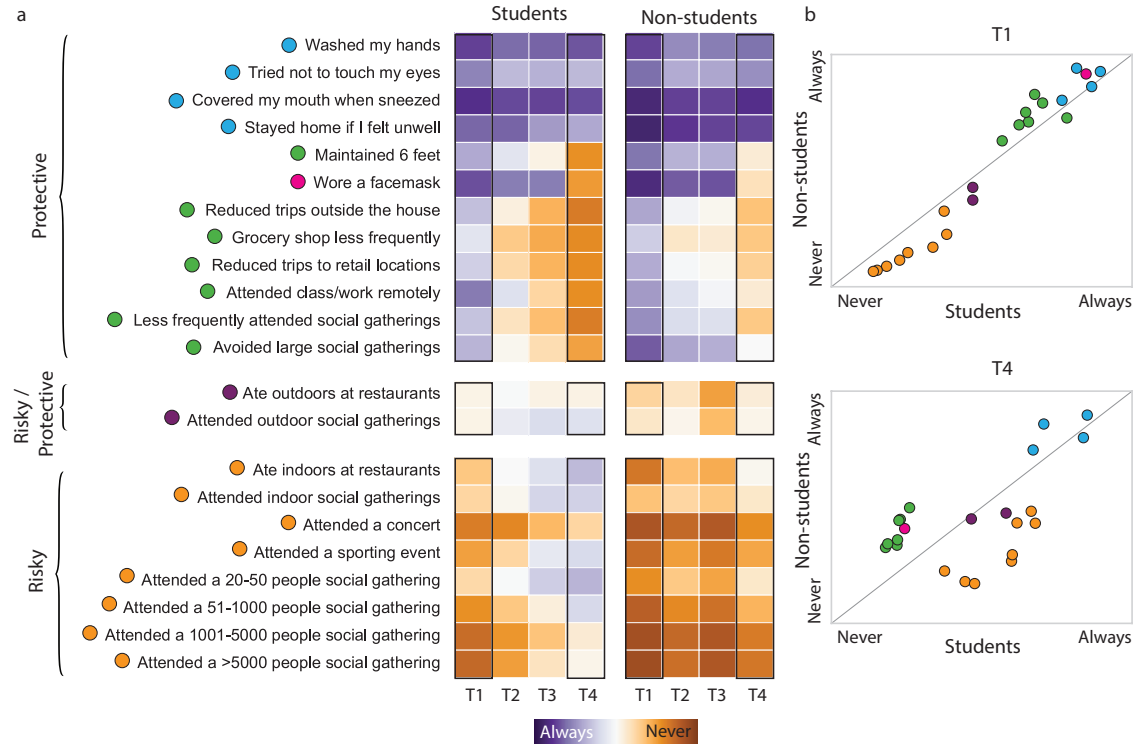 a
Students
Non-students
b
Protective
Washed my hands
Tried not to touch my eyes
Covered my mouth when sneezed
Stayed home if I felt unwell
Maintained 6 feet
Wore a facemask
Reduced trips outside the house
Grocery shop less frequently
Reduced trips to retail locations
Attended class/work remotely
Less frequently attended social gatherings
Avoided large social gatherings
Risky /
Protective
Ate outdoors at restaurants
Attended outdoor social gatherings
Risky
Ate indoors at restaurants
Attended indoor social gatherings
Attended a concert
Attended a sporting event
Attended a 20-50 people social gathering
Attended a 51-1000 people social gathering
Attended a 1001-5000 people social gathering
Attended a >5000 people social gathering
T1 T2 T3 T4
T1 T2 T3 T4
Always Never
T1
Always
Non-students
Never
Never Always
Students
T4
Always
Non-students
Never
Never Always
Students